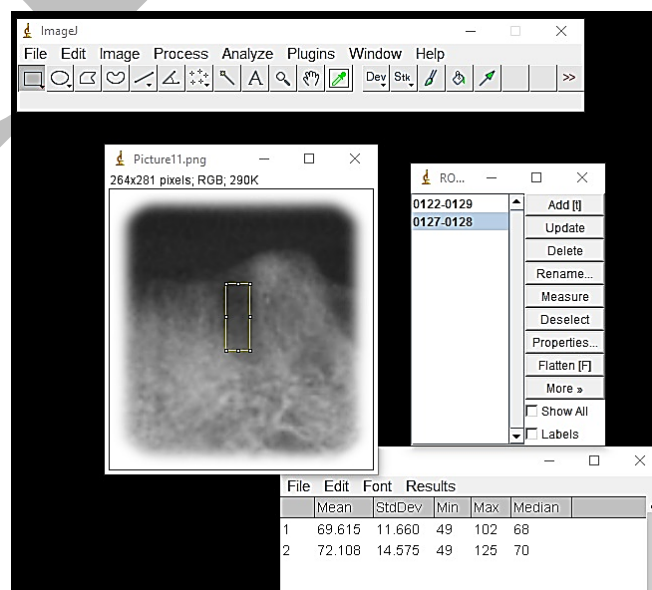 ImageJ
File Edit Image Process Analyze Plugins Window Help
A Dev Stk >>
Picture11.png
264x281 pixels; RGB; 290K
RO...
0122-0129
0127-0128
Add [t]
Update
Delete
Rename...
Measure
Deselect
Properties...
Flatten [F]
More »
Show All
Labels
File Edit Font Results
Mean StdDev Min Max Median
1 69.615 11.660 49 102 68
2 72.108 14.575 49 125 70